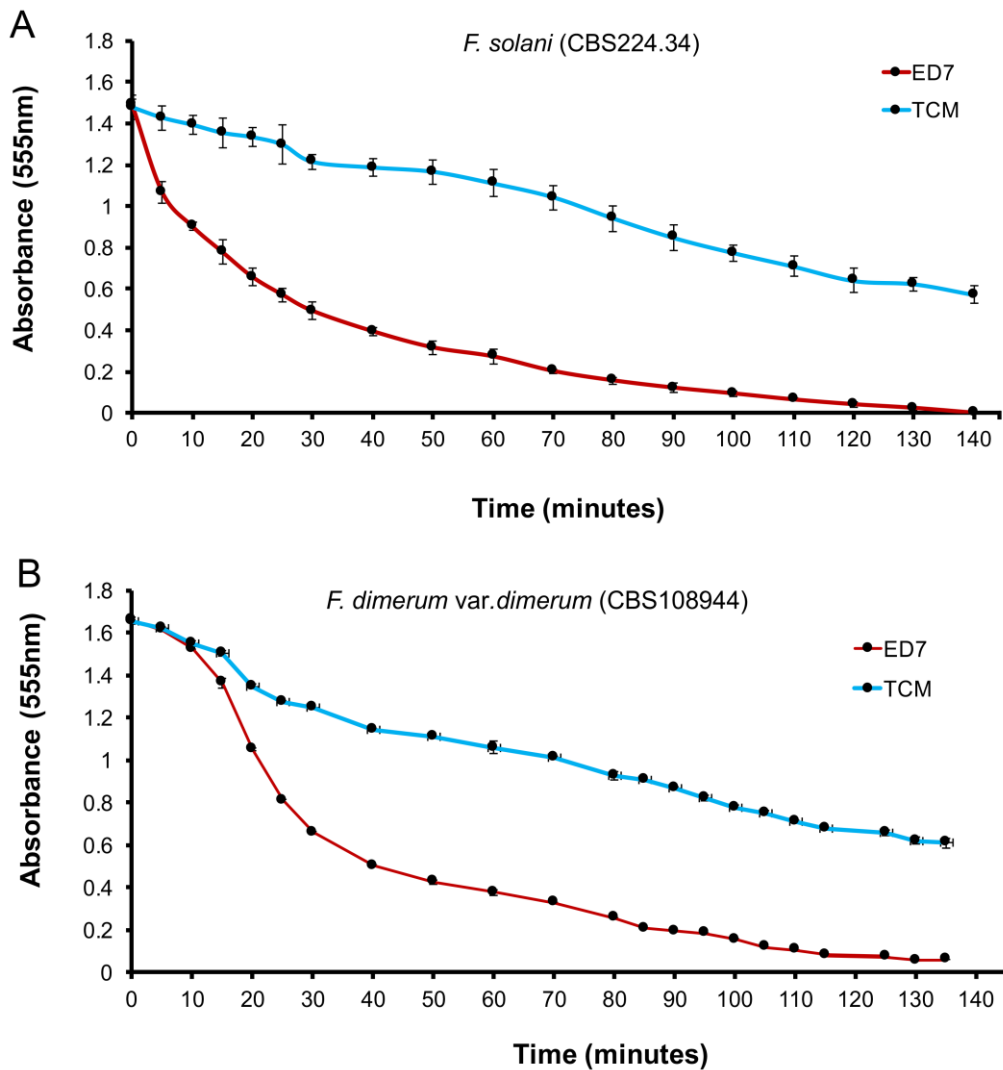 A
F. solani (CBS224.34)
ED7
TCM
Absorbance (555nm)
1.8
1.6
1.4
1.2
1
0.8
0.6
0.4
0.2
0
0 10 20 30 40 50 60 70 80 90 100 110 120 130 140
Time (minutes)
B
F. dimerum var.dimerum (CBS108944)
ED7
TCM
Absorbance (555nm)
1.8
1.6
1.4
1.2
1
0.8
0.6
0.4
0.2
0
0 10 20 30 40 50 60 70 80 90 100 110 120 130 140
Time (minutes)